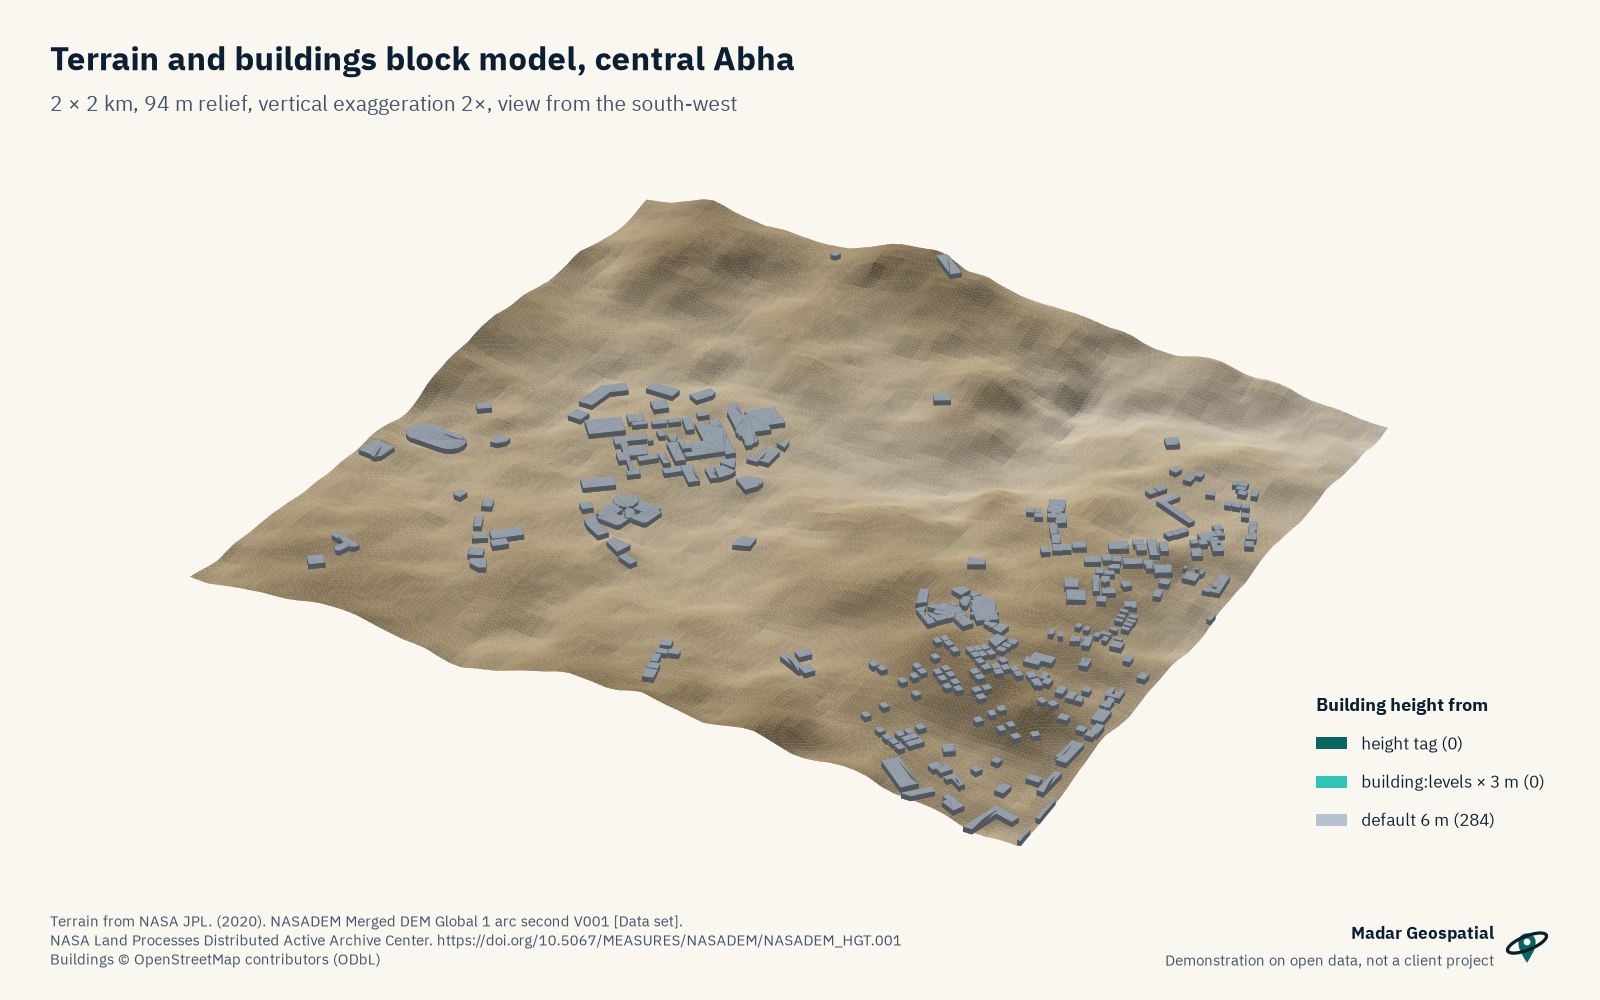 Terrain and buildings block model, central Abha
2 × 2 km, 94 m relief, vertical exaggeration 2×, view from the south-west
Building height from
height tag (0)
building:levels × 3 m (0)
default 6 m (284)
Terrain from NASA JPL. (2020). NASADEM Merged DEM Global 1 arc second V001 [Data set].
NASA Land Processes Distributed Active Archive Center. https://doi.org/10.5067/MEASURES/NASADEM/NASADEM_HGT.001
Buildings © OpenStreetMap contributors (ODbL)
Madar Geospatial
Demonstration on open data, not a client project